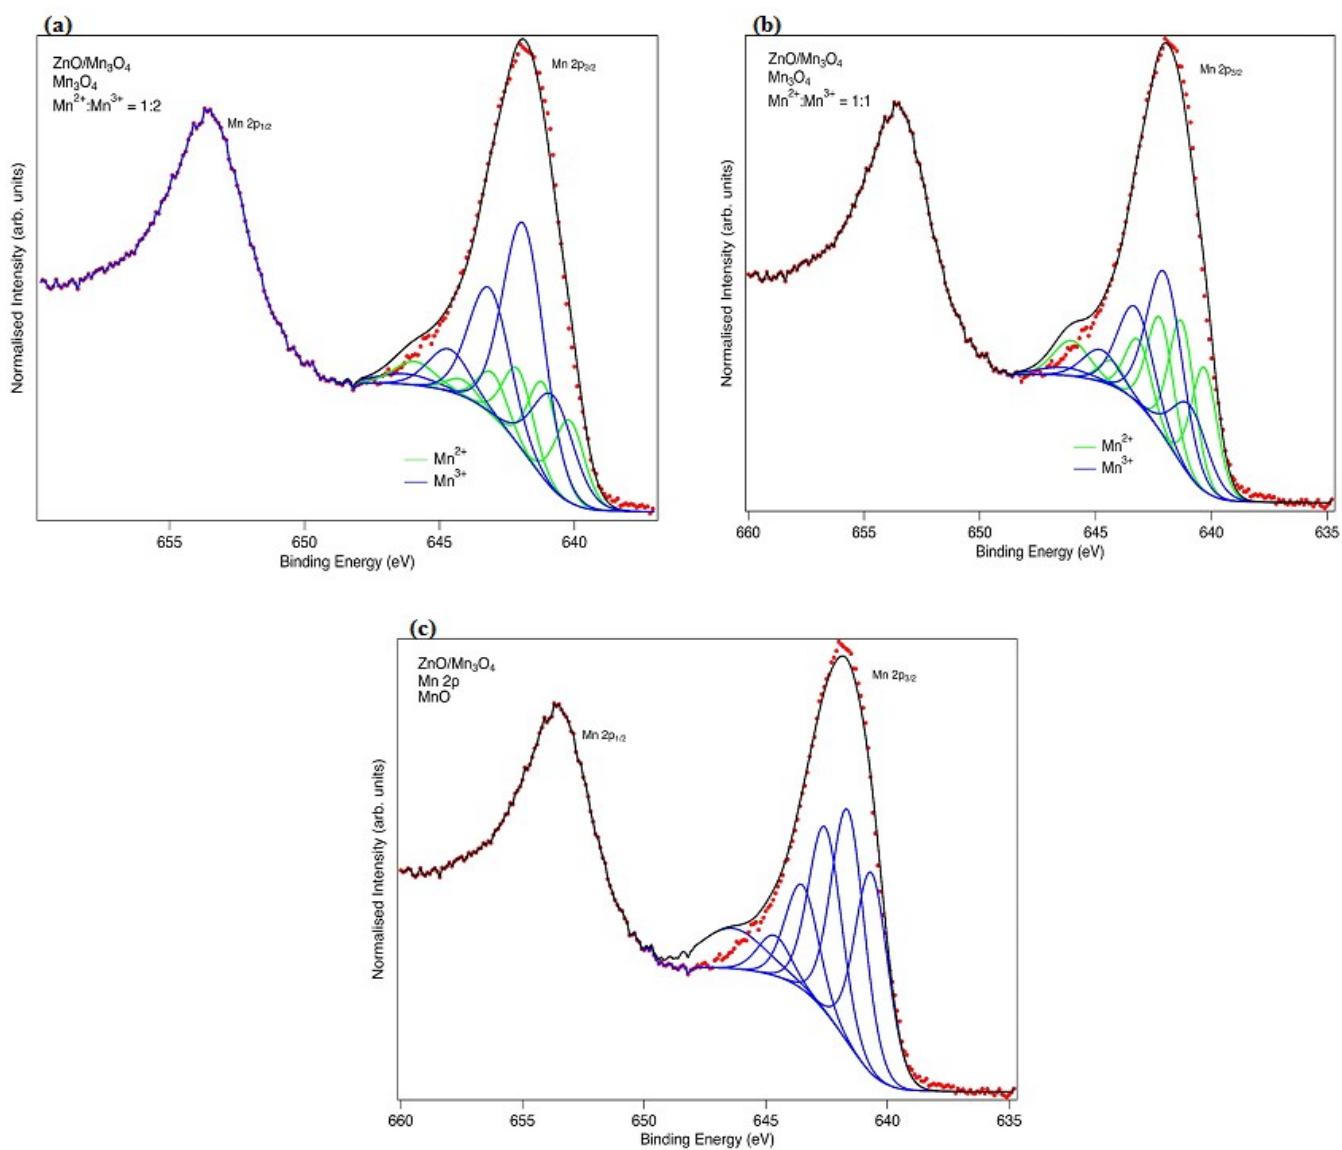 (a)
ZnO/Mn₃O₄
Mn₃O₄
Mn²⁺:Mn³⁺ = 1:2
Mn 2p₁/₂
Mn 2p₃/₂
Normalised Intensity (arb. units)
Mn²⁺
Mn³⁺
655 650 645 640
Binding Energy (eV)
(b)
ZnO/Mn₃O₄
Mn₃O₄
Mn²⁺:Mn³⁺ = 1:1
Mn 2p₃/₂
Normalised Intensity (arb. units)
Mn²⁺
Mn³⁺
660 655 650 645 640 635
Binding Energy (eV)
(c)
ZnO/Mn₃O₄
Mn 2p
MnO
Mn 2p₁/₂
Mn 2p₃/₂
Normalised Intensity (arb. units)
660 655 650 645 640 635
Binding Energy (eV)